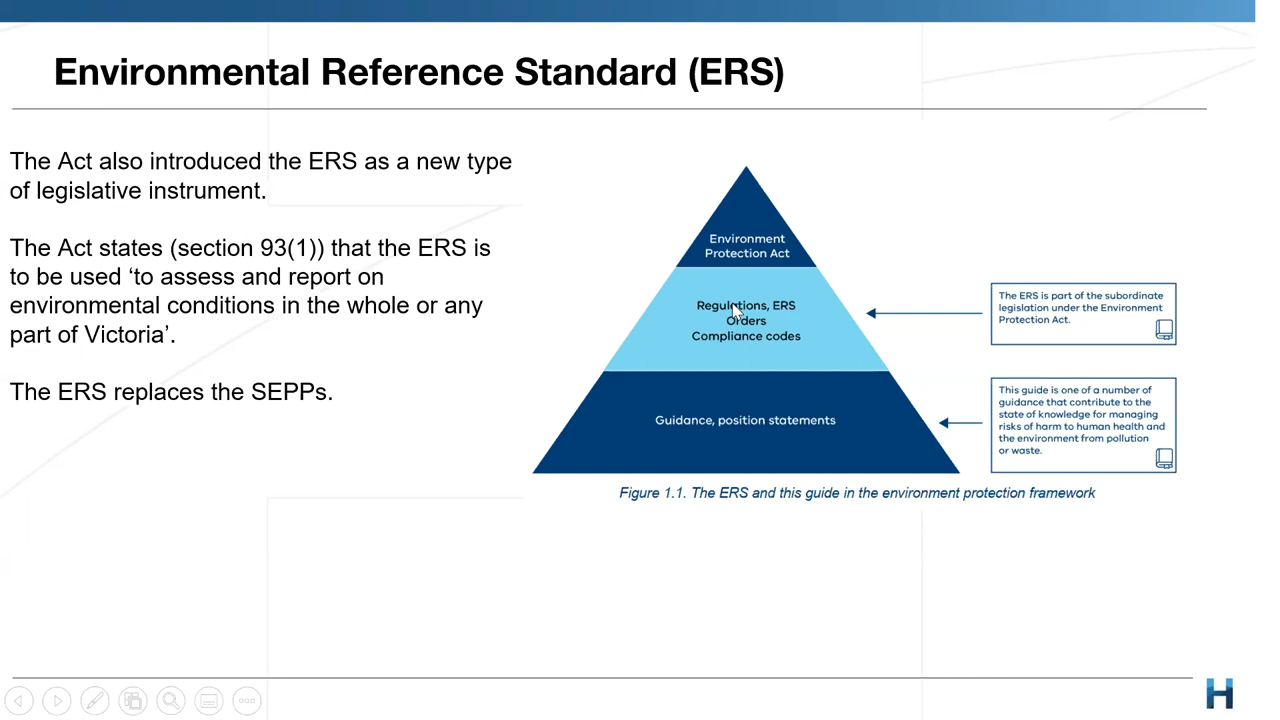 Environmental Reference Standard (ERS)
The Act also introduced the ERS as a new type
of legislative instrument.
The Act states (section 93(1)) that the ERS is
to be used ‘to assess and report on
environmental conditions in the whole or any
part of Victoria’.
The ERS replaces the SEPPs.
Environment
Protection Act
Regulations, ERS
Orders
Compliance codes
Guidance, position statements
The ERS is part of the subordinate
legislation under the Environment
Protection Act.
This guide is one of a number of
guidance that contribute to the
state of knowledge for managing
risks of harm to human health and
the environment from pollution
or waste.
Figure 1.1. The ERS and this guide in the environment protection framework
H